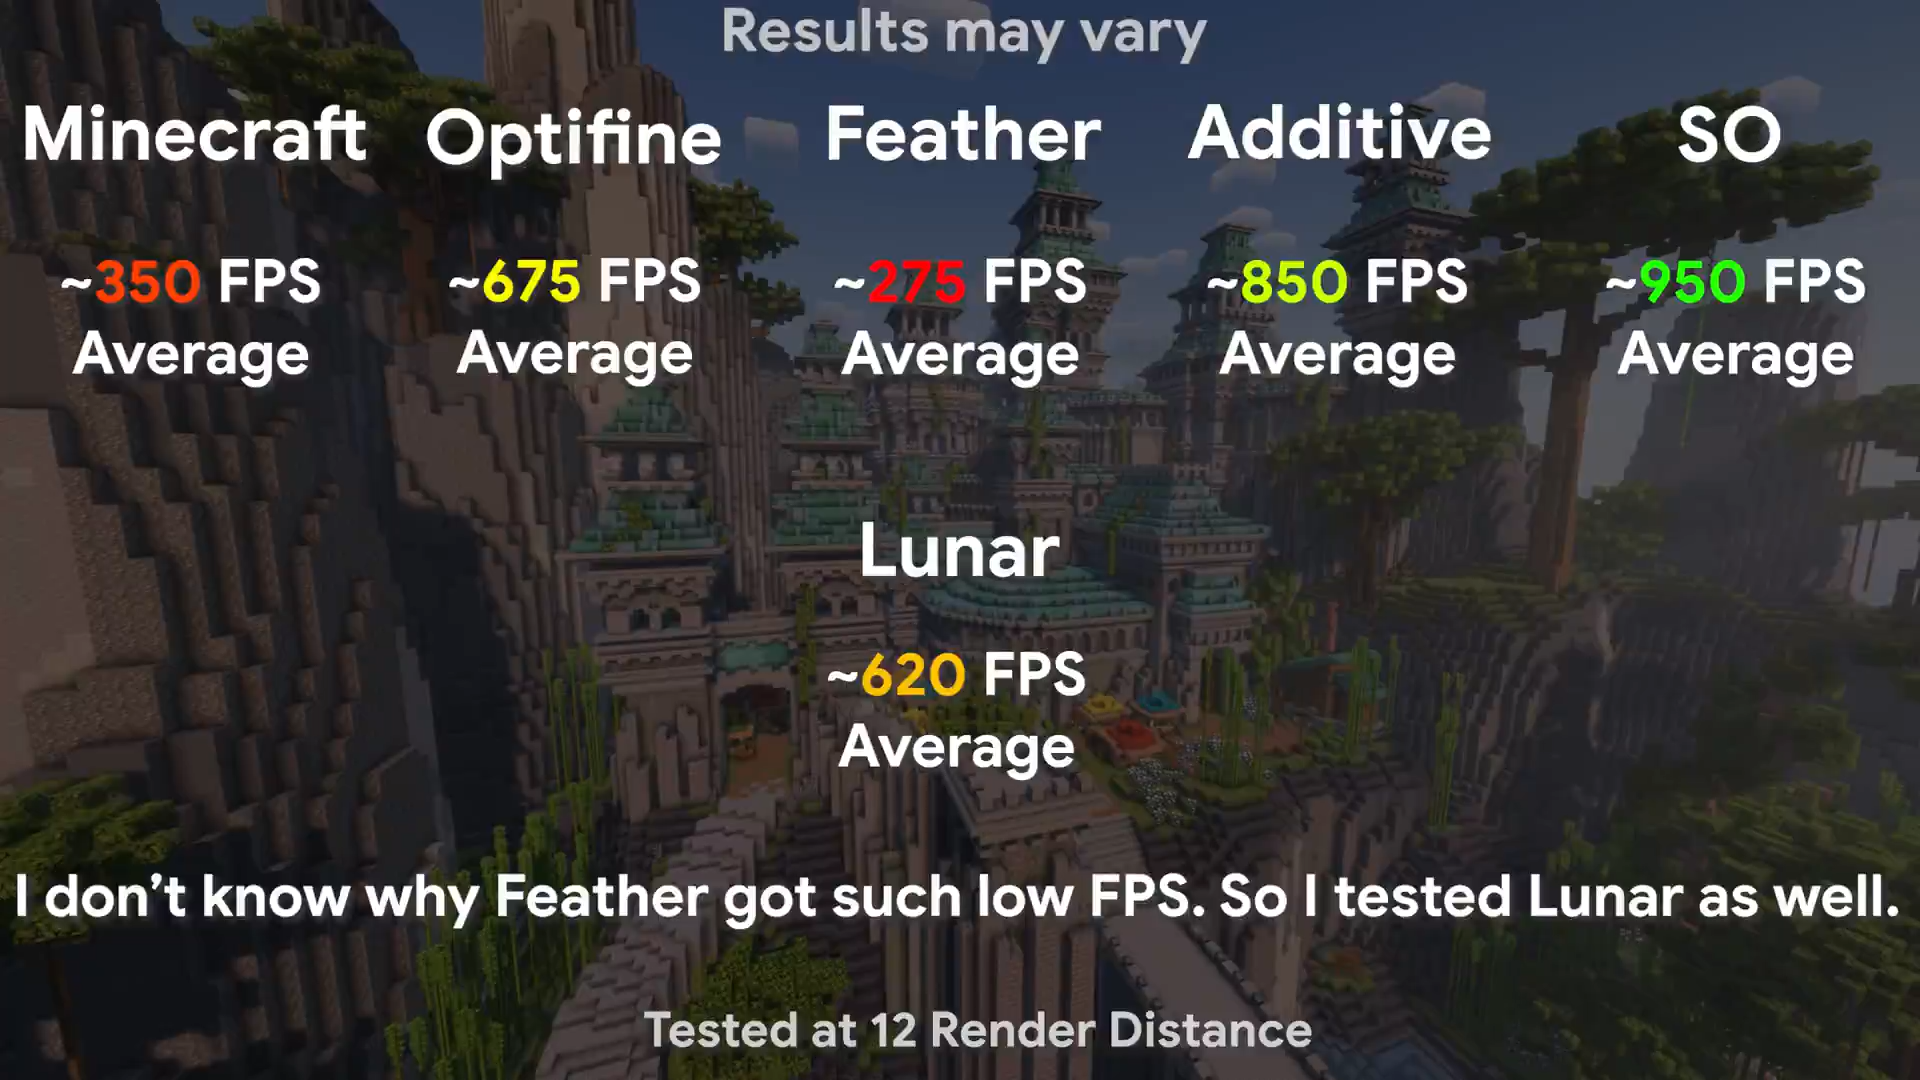 Results may vary
Minecraft Optifine Feather Additive SO
~350 FPS ~675 FPS ~275 FPS ~850 FPS ~950 FPS
Average Average Average Average Average
Lunar
~620 FPS
Average
I don't know why Feather got such low FPS. So I tested Lunar as well.
Tested at 12 Render Distance